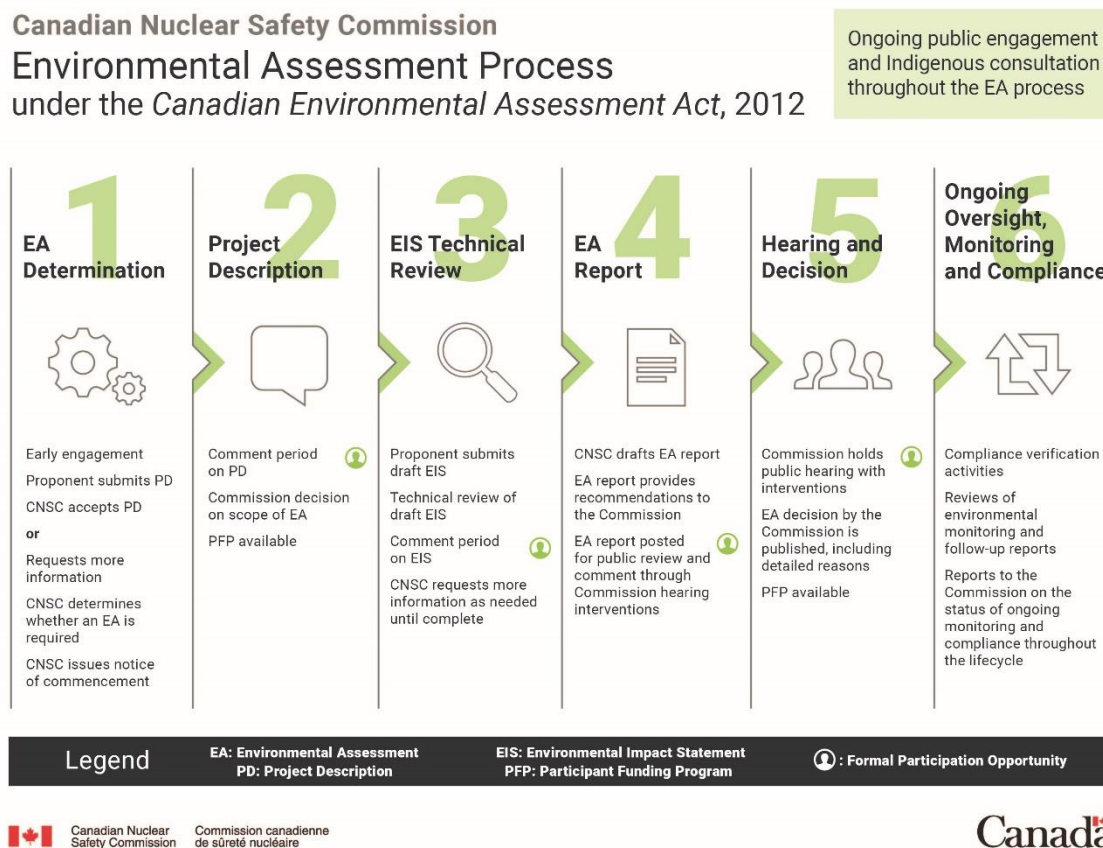 Canadian Nuclear Safety Commission
Environmental Assessment Process
under the Canadian Environmental Assessment Act, 2012
Ongoing public engagement
and Indigenous consultation
throughout the EA process
1
EA
Determination
Early engagement
Proponent submits PD
CNSC accepts PD
or
Requests more
information
CNSC determines
whether an EA is
required
CNSC issues notice
of commencement
2
Project
Description
Comment period
on PD
Commission decision
on scope of EA
PFP available
3
EIS Technical
Review
Proponent submits
draft EIS
Technical review of
draft EIS
Comment period
on EIS
CNSC requests more
information as needed
until complete
4
EA
Report
CNSC drafts EA report
EA report provides
recommendations to
the Commission
EA report posted
for public review and
comment through
Commission hearing
interventions
5
Hearing and
Decision
Commission holds
public hearing with
interventions
EA decision by the
Commission is
published, including
detailed reasons
PFP available
6
Ongoing
Oversight,
Monitoring
and Compliance
Compliance verification
activities
Reviews of
environmental
monitoring and
follow-up reports
Reports to the
Commission on the
status of ongoing
monitoring and
compliance throughout
the lifecycle
Legend
EA: Environmental Assessment
PD: Project Description
EIS: Environmental Impact Statement
PFP: Participant Funding Program
: Formal Participation Opportunity
Canadian Nuclear
Safety Commission
Commission canadienne
de sûreté nucléaire
Canada